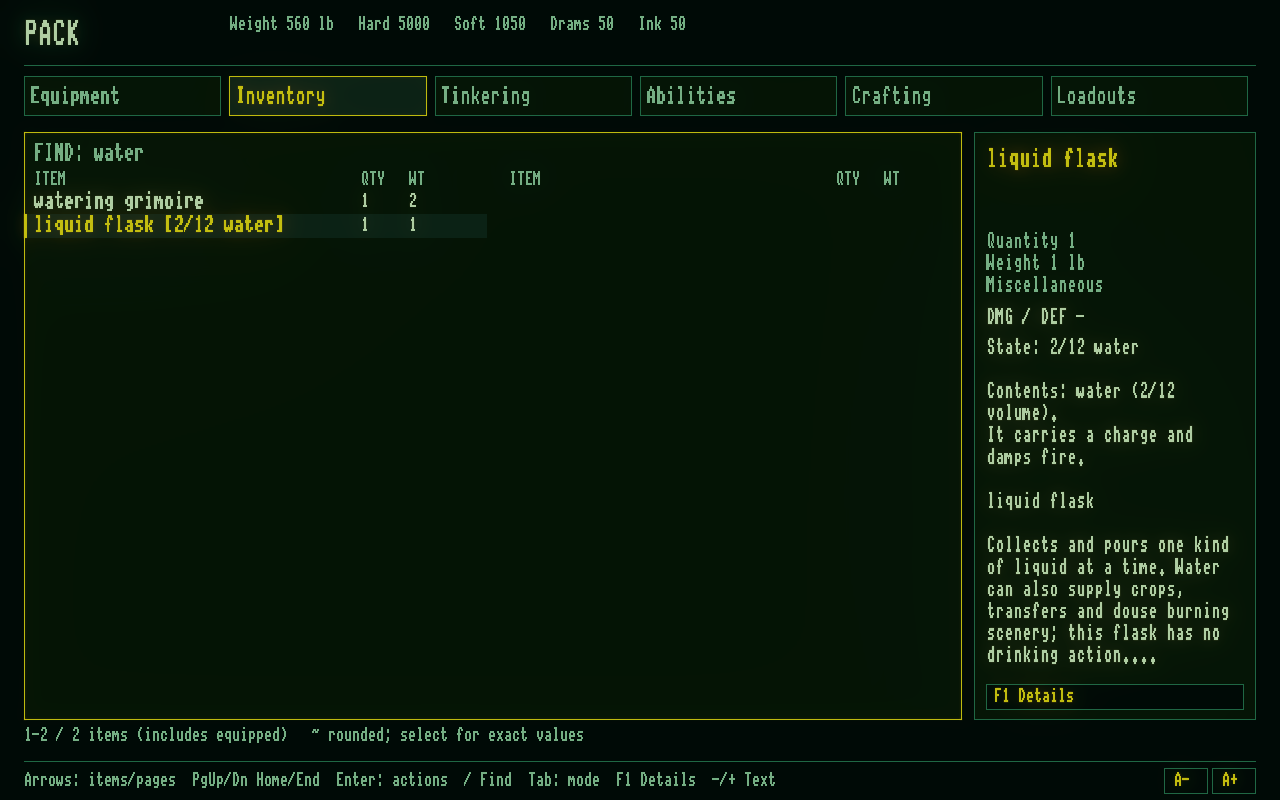 PACK
Weight 560 lb Hard 5000 Soft 1050 Drams 50 Ink 50
Equipment Inventory Tinkering Abilities Crafting Loadouts
FIND: water
ITEM QTY WT ITEM QTY WT
watering grimoire 1 2
liquid flask [2/12 water] 1 1
liquid flask
Quantity 1
Weight 1 lb
Miscellaneous
DMG / DEF -
State: 2/12 water
Contents: water (2/12
volume).
It carries a charge and
damps fire.
liquid flask
Collects and pours one kind
of liquid at a time. Water
can also supply crops,
transfers and douse burning
scenery; this flask has no
drinking action....
F1 Details
1-2 / 2 items (includes equipped) ~ rounded; select for exact values
Arrows: items/pages PgUp/Dn Home/End Enter: actions / Find Tab: mode F1 Details -/+ Text
A- A+